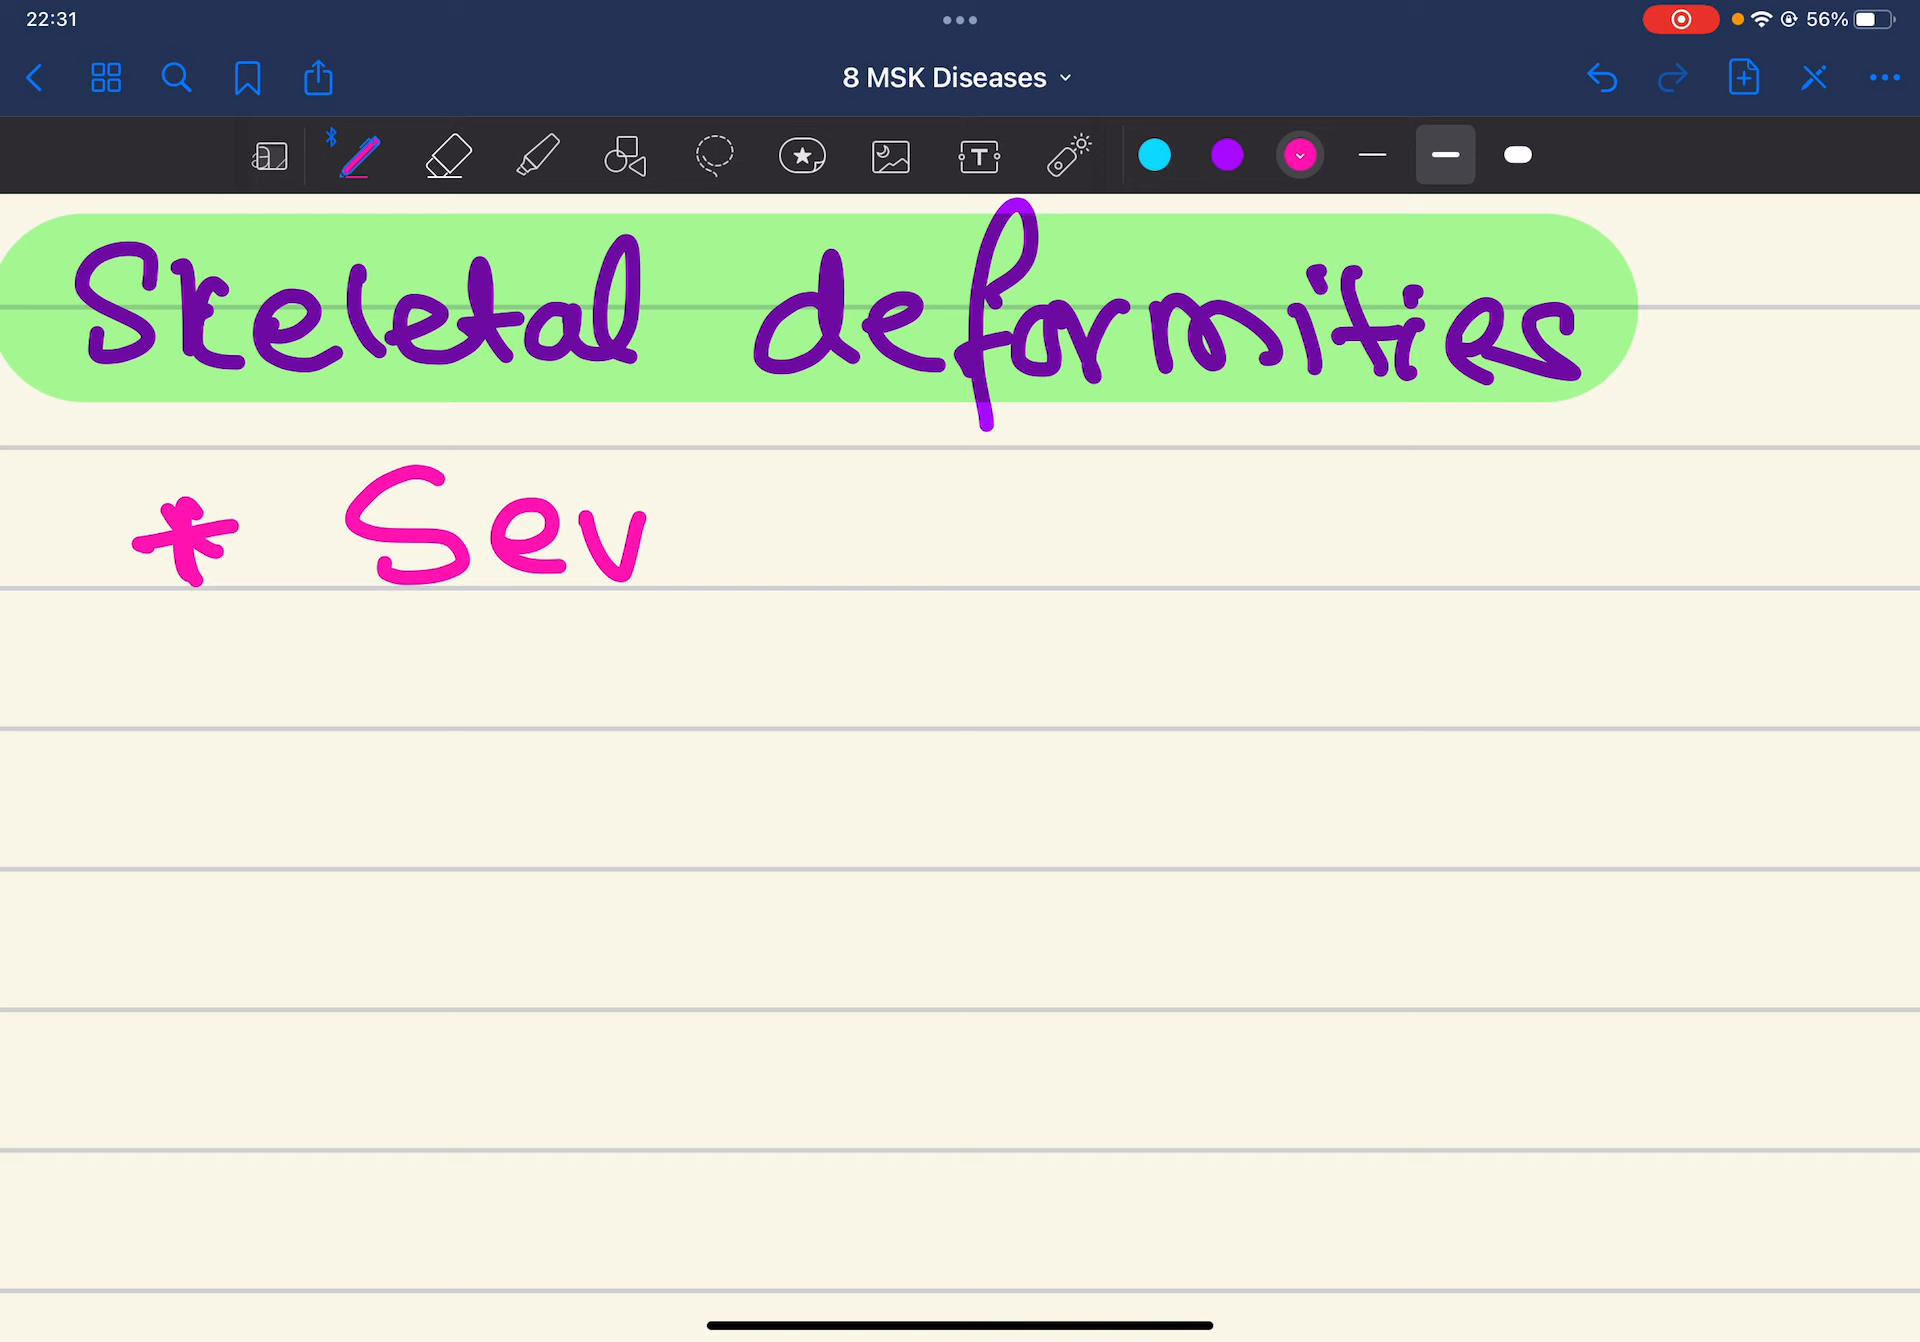 22:31
56%
8 MSK Diseases
T
Skeletal deformities
* Sev